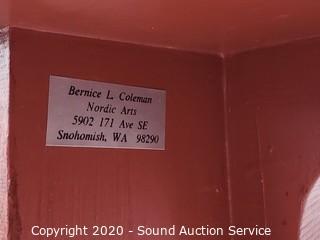 Bernice L. Coleman
Nordic Arts
5902 171 Ave SE
Snohomish, WA 98290
Copyright 2020 - Sound Auction Service